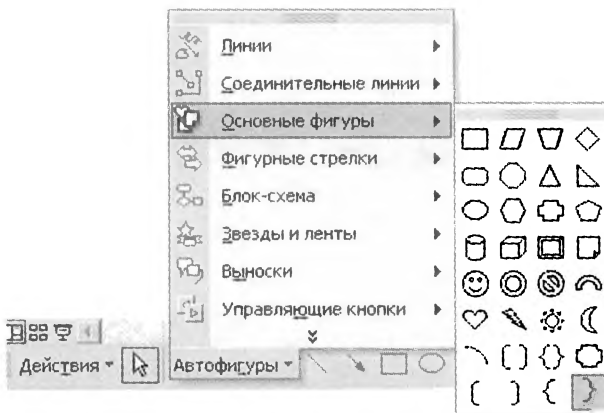 Линии
Соединительные линии
Основные фигуры
Фигурные стрелки
Блок-схема
Звезды и ленты
Выноски
Управляющие кнопки
Действия
Автофигуры